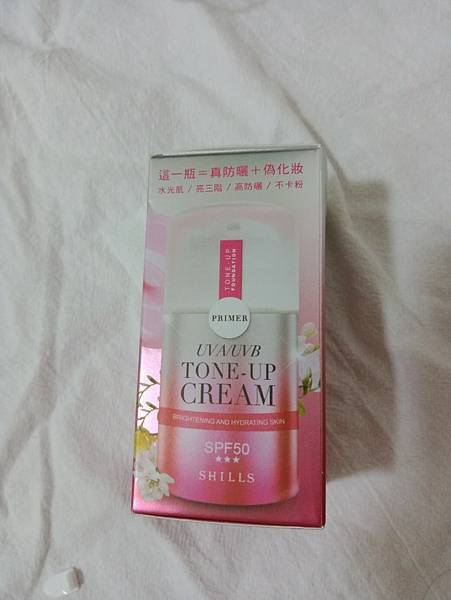 這一瓶=真防曬+偽化妝
水光肌 / 亮三階 / 高防曬 / 不卡粉
TONE-UP
FOUNDATION
PRIMER
UVA/UVB
TONE-UP
CREAM
BRIGHTENING AND HYDRATING SKIN
SPF50
★★★
SHILLS